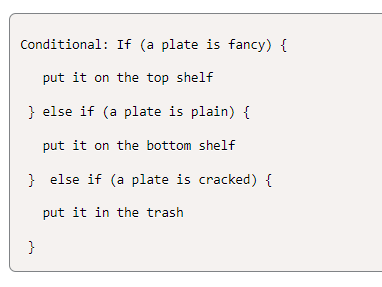 Conditional: If (a plate is fancy) {
put it on the top shelf
} else if (a plate is plain) {
put it on the bottom shelf
} else if (a plate is cracked) {
put it in the trash
}